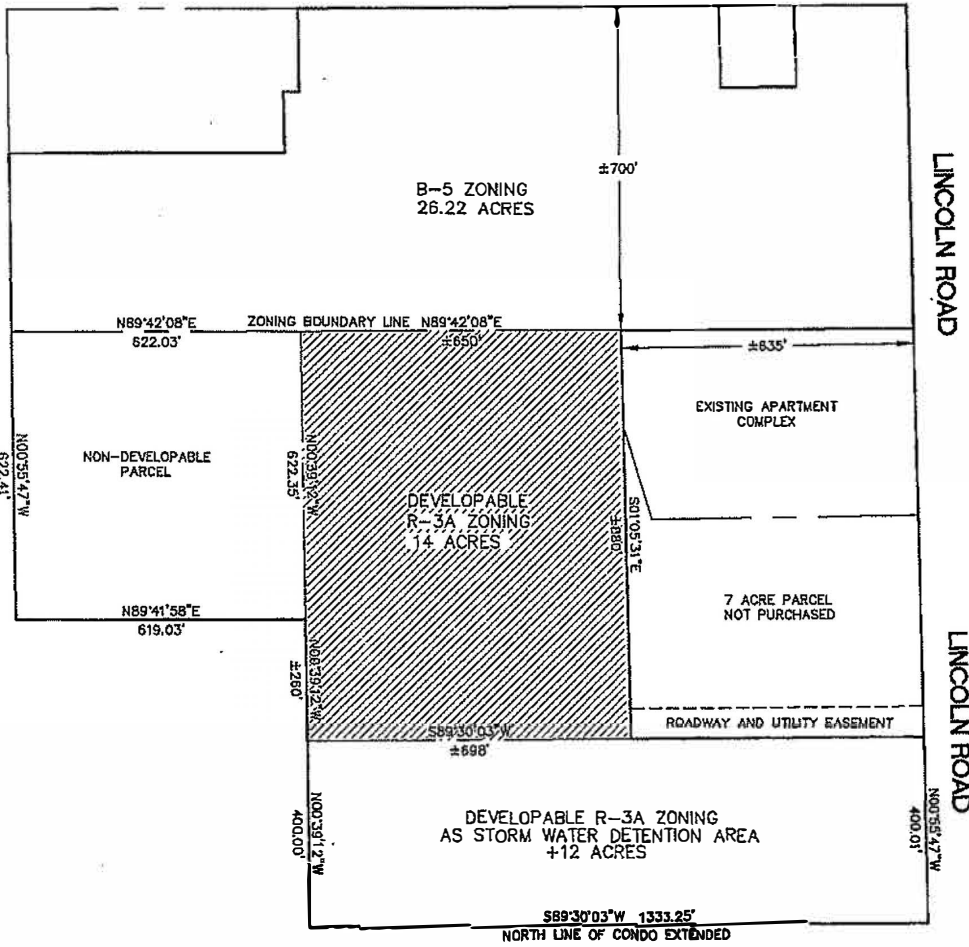 LINCOLN ROAD
±700'
B-5 ZONING
26.22 ACRES
N89°42'08"E
622.03'
ZONING BOUNDARY LINE N89°42'08"E
±650'
±635'
EXISTING APARTMENT
COMPLEX
N00°55'47"W
622.41'
NON-DEVELOPABLE
PARCEL
N00°39'12"W
622.35'
DEVELOPABLE
R-3A ZONING
14 ACRES
S01°05'31"E
7 ACRE PARCEL
NOT PURCHASED
N89°41'58"E
619.03'
N00°39'12"W
±260'
LINCOLN ROAD
ROADWAY AND UTILITY EASEMENT
S89°30'03"W
±698'
N00°39'12"W
400.00'
DEVELOPABLE R-3A ZONING
AS STORM WATER DETENTION AREA
+12 ACRES
N00°55'47"W
400.01'
S89°30'03"W 1333.25'
NORTH LINE OF CONDO EXTENDED